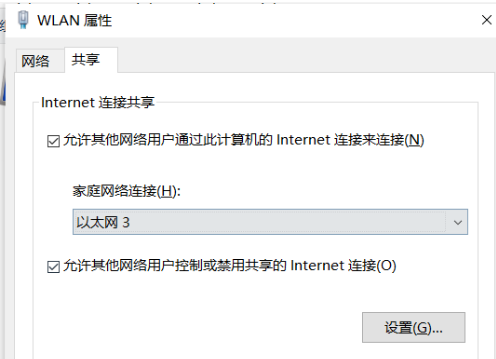 WLAN 属性
网络
共享
Internet 连接共享
允许其他网络用户通过此计算机的 Internet 连接来连接(N)
家庭网络连接(H):
以太网 3
允许其他网络用户控制或禁用共享的 Internet 连接(O)
设置(G)...